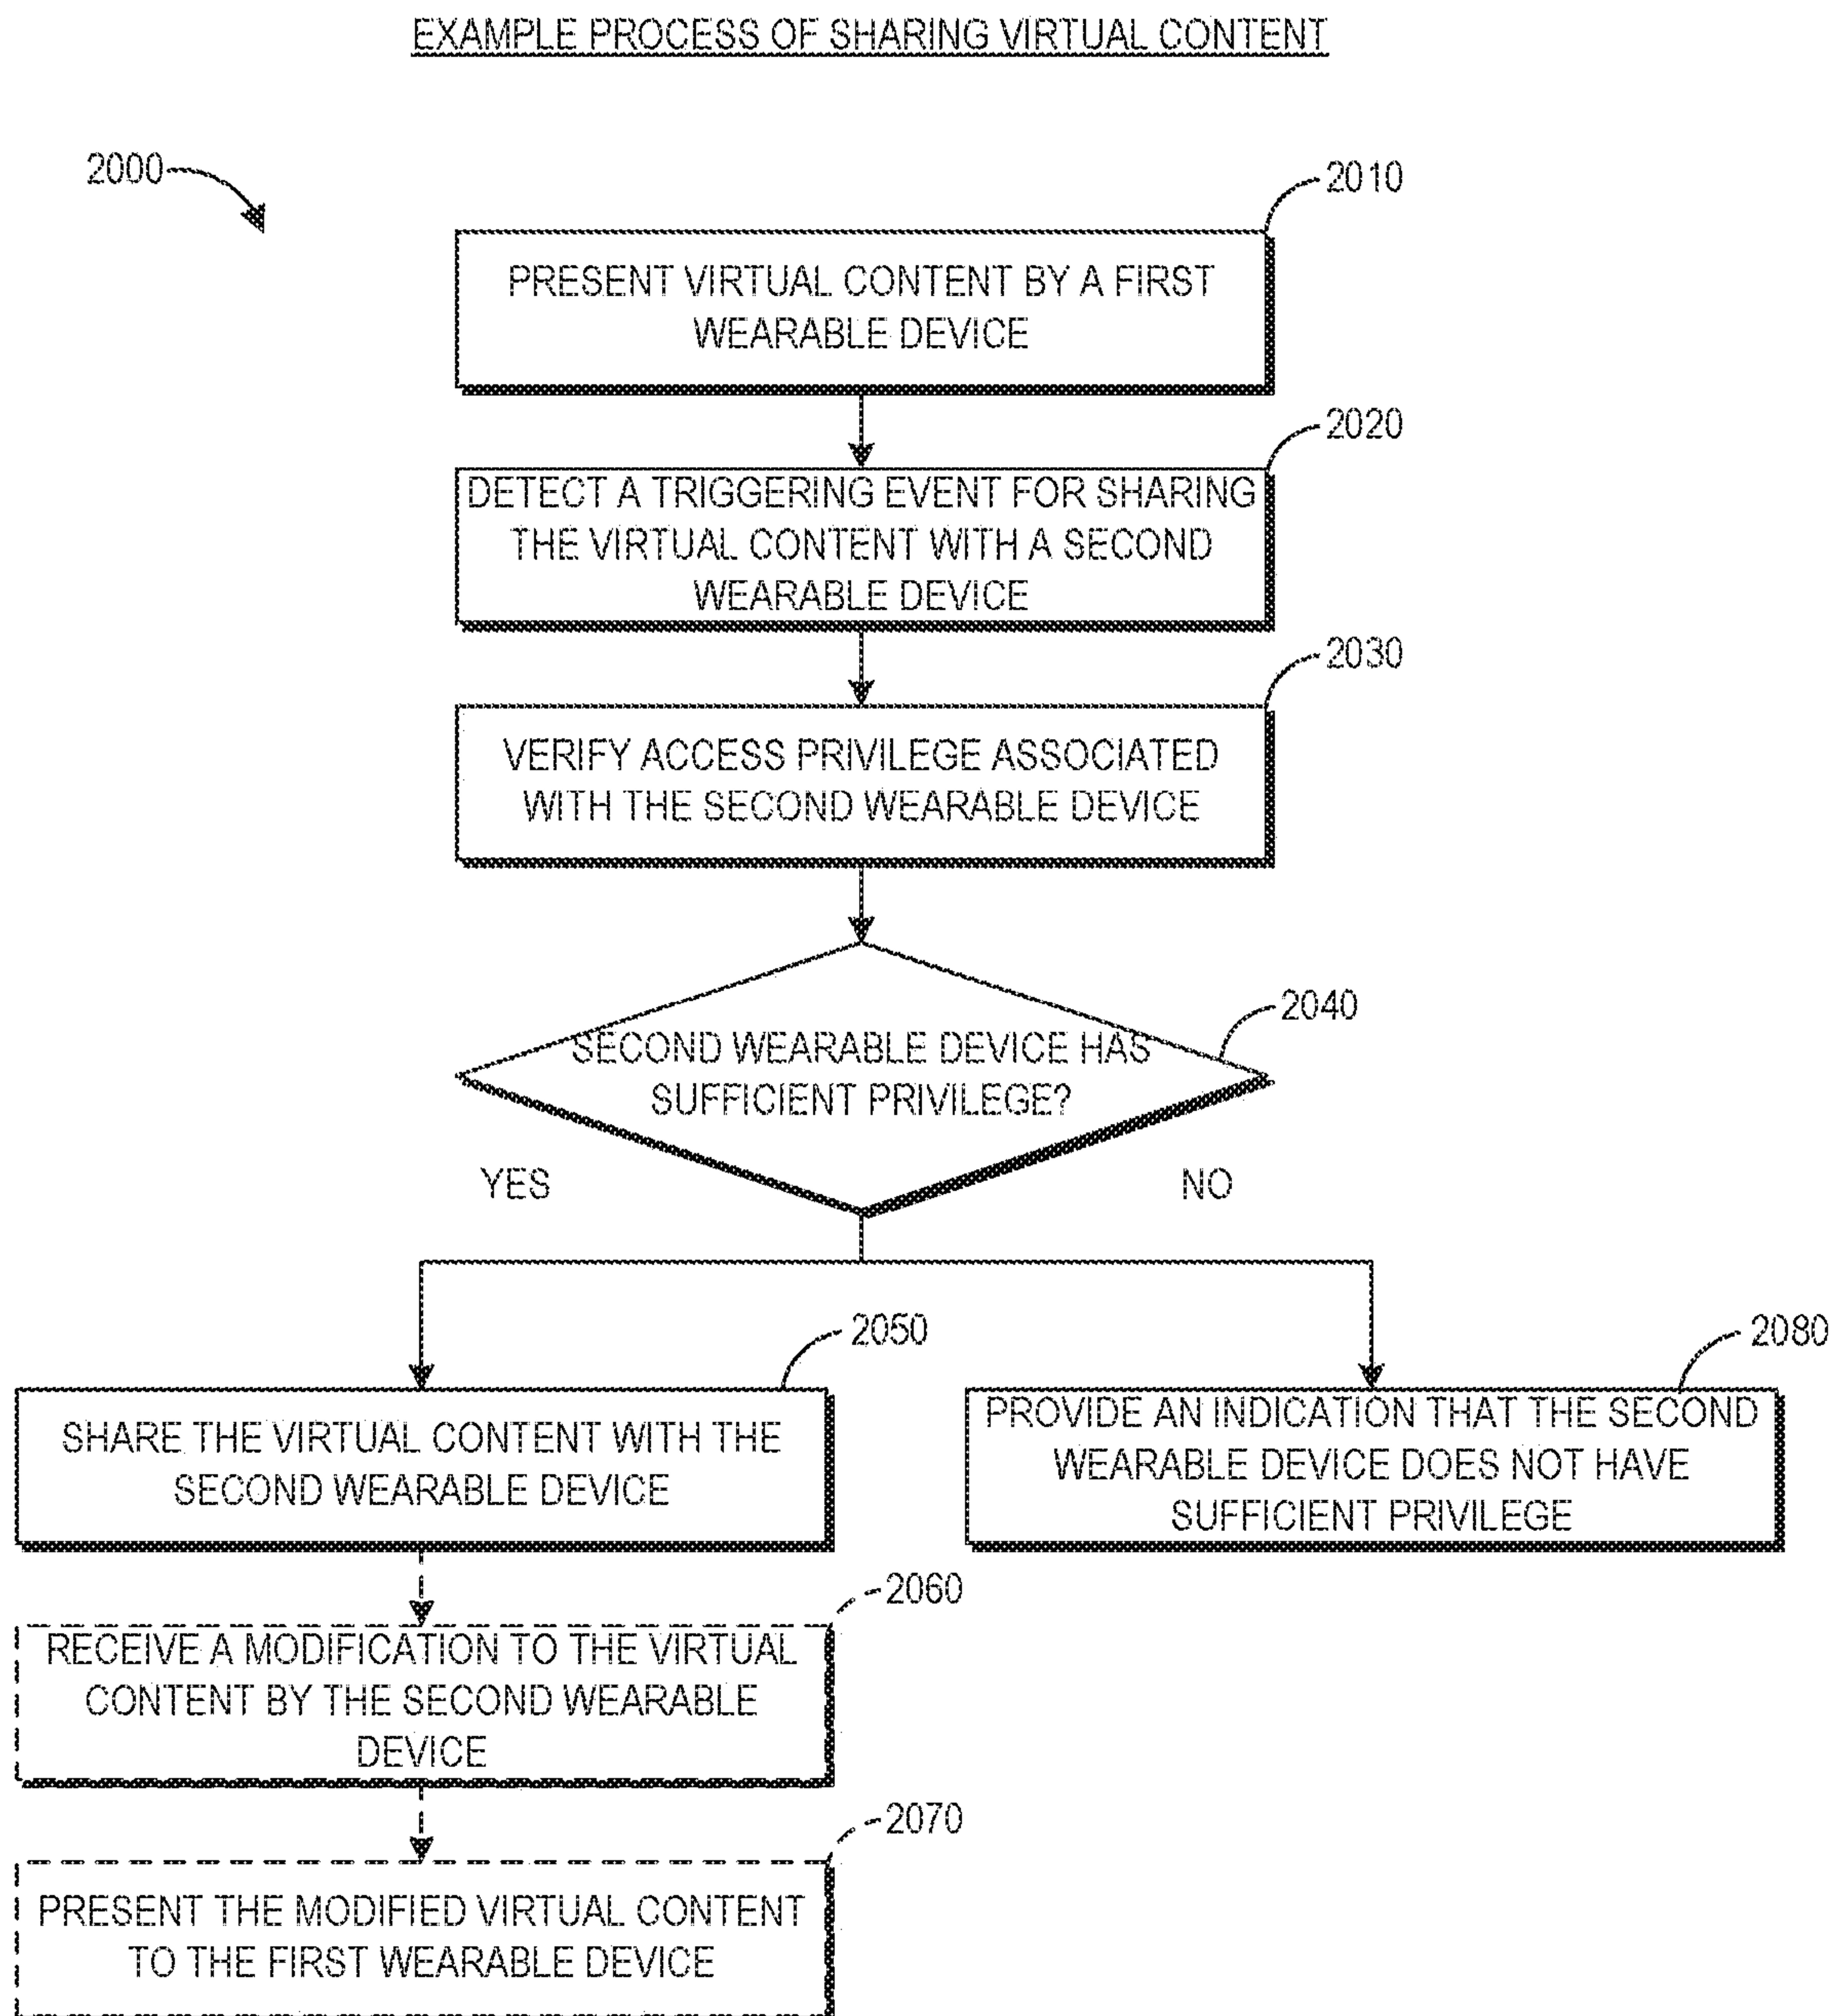 EXAMPLE PROCESS OF SHARING VIRTUAL CONTENT
2000
2010
PRESENT VIRTUAL CONTENT BY A FIRST
WEARABLE DEVICE
2020
DETECT A TRIGGERING EVENT FOR SHARING
THE VIRTUAL CONTENT WITH A SECOND
WEARABLE DEVICE
2030
VERIFY ACCESS PRIVILEGE ASSOCIATED
WITH THE SECOND WEARABLE DEVICE
2040
SECOND WEARABLE DEVICE HAS
SUFFICIENT PRIVILEGE?
YES
NO
2050
SHARE THE VIRTUAL CONTENT WITH THE
SECOND WEARABLE DEVICE
2080
PROVIDE AN INDICATION THAT THE SECOND
WEARABLE DEVICE DOES NOT HAVE
SUFFICIENT PRIVILEGE
2060
RECEIVE A MODIFICATION TO THE VIRTUAL
CONTENT BY THE SECOND WEARABLE
DEVICE
2070
PRESENT THE MODIFIED VIRTUAL CONTENT
TO THE FIRST WEARABLE DEVICE